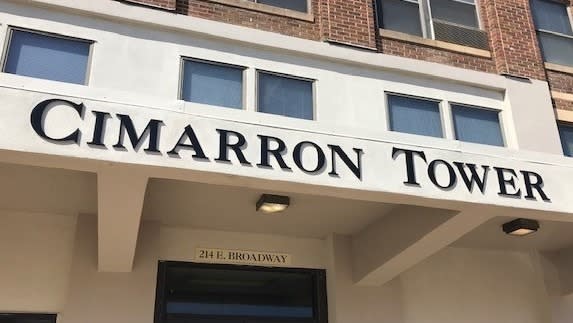 CIMARRON TOWER
214 E. BROADWAY